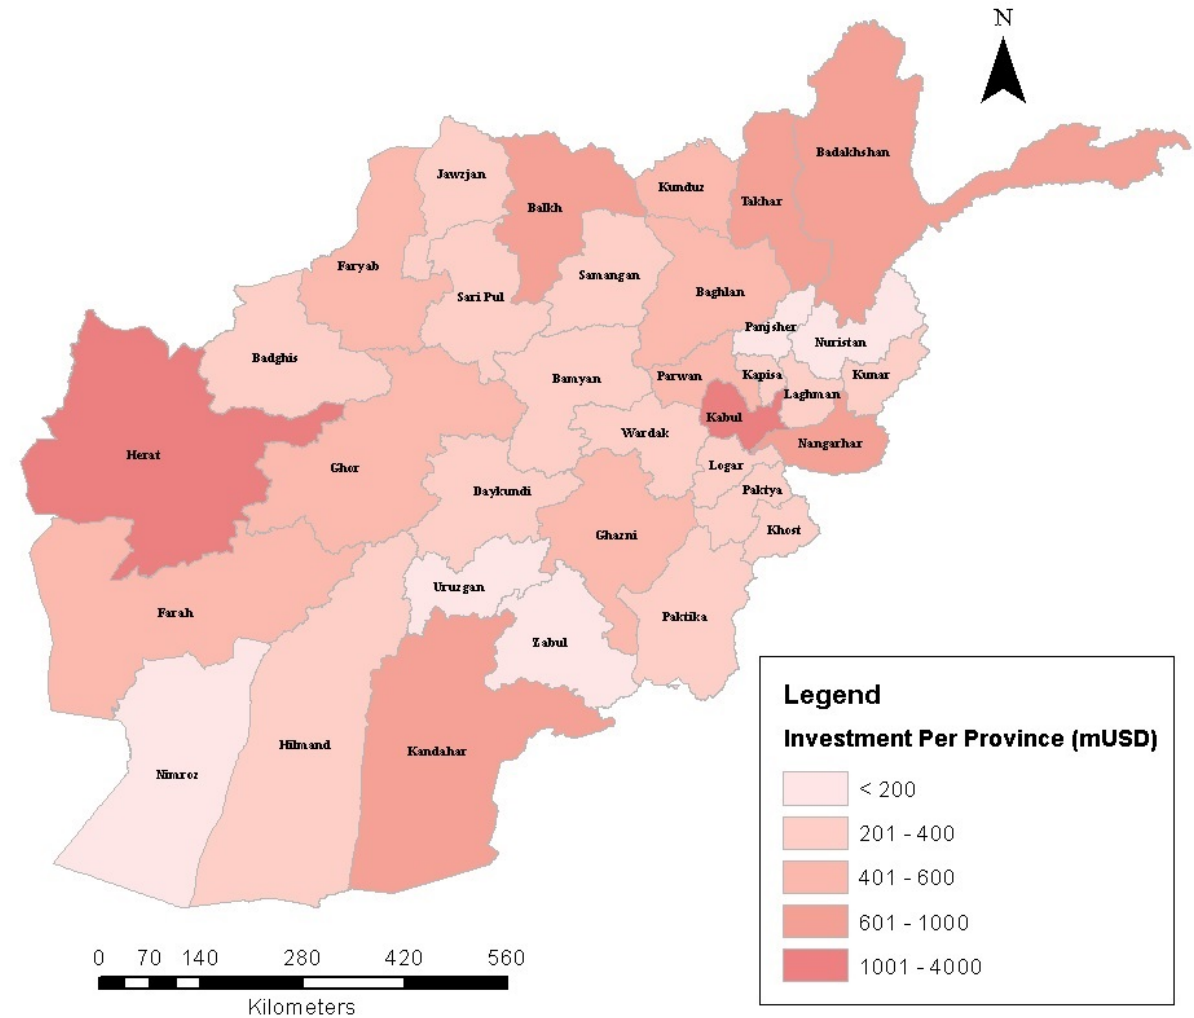 N
Badakhshan
Jawzjan
Kunduz
Takhar
Balkh
Faryab
Samangan
Sari Pul
Baghlan
Panjsher
Nuristan
Badghis
Parwan
Kapisa
Kunar
Bamyan
Laghman
Kabul
Wardak
Nangarhar
Herat
Ghor
Logar
Daykundi
Paktya
Khost
Ghazni
Uruzgan
Farah
Paktika
Zabul
Hilmand
Kandahar
Nimroz
Legend
Investment Per Province (mUSD)
< 200
201 - 400
401 - 600
601 - 1000
1001 - 4000
0 70 140 280 420 560
Kilometers